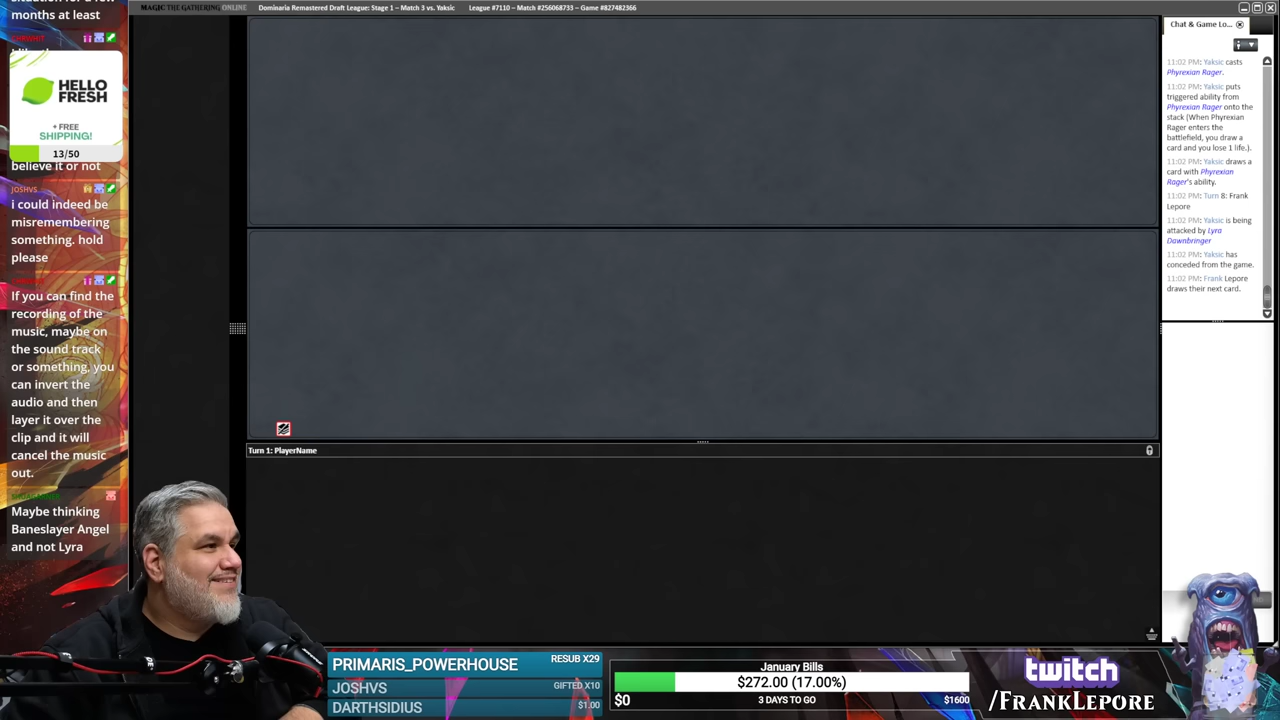 situation for a few
months at least
HELLO
FRESH
+ FREE
SHIPPING!
13/50
believe it or not
JOSHVS
i could indeed be
misremembering
something. hold
please
If you can find the
recording of the
music, maybe on
the sound track
or something, you
can invert the
audio and then
layer it over the
clip and it will
cancel the music
out.
Maybe thinking
Baneslayer Angel
and not Lyra
MAGIC THE GATHERING ONLINE
Dominaria Remastered Draft League: Stage 1 – Match 3 vs. Yaksic
League #7110 – Match #256068733 – Game #827482366
Turn 1: PlayerName
Chat & Game Lo...
11:02 PM: Yaksic casts
Phyrexian Rager.
11:02 PM: Yaksic puts
triggered ability from
Phyrexian Rager onto the
stack (When Phyrexian
Rager enters the
battlefield, you draw a
card and you lose 1 life.).
11:02 PM: Yaksic draws a
card with Phyrexian
Rager's ability.
11:02 PM: Turn 8: Frank
Lepore
11:02 PM: Yaksic is being
attacked by Lyra
Dawnbringer
11:02 PM: Yaksic has
conceded from the game.
11:02 PM: Frank Lepore
draws their next card.
PRIMARIS_POWERHOUSE
RESUB X29
JOSHVS
GIFTED X10
DARTHSIDIUS
$1.00
January Bills
$272.00 (17.00%)
$0
3 DAYS TO GO
$1600
twitch
/FRANKLEPORE